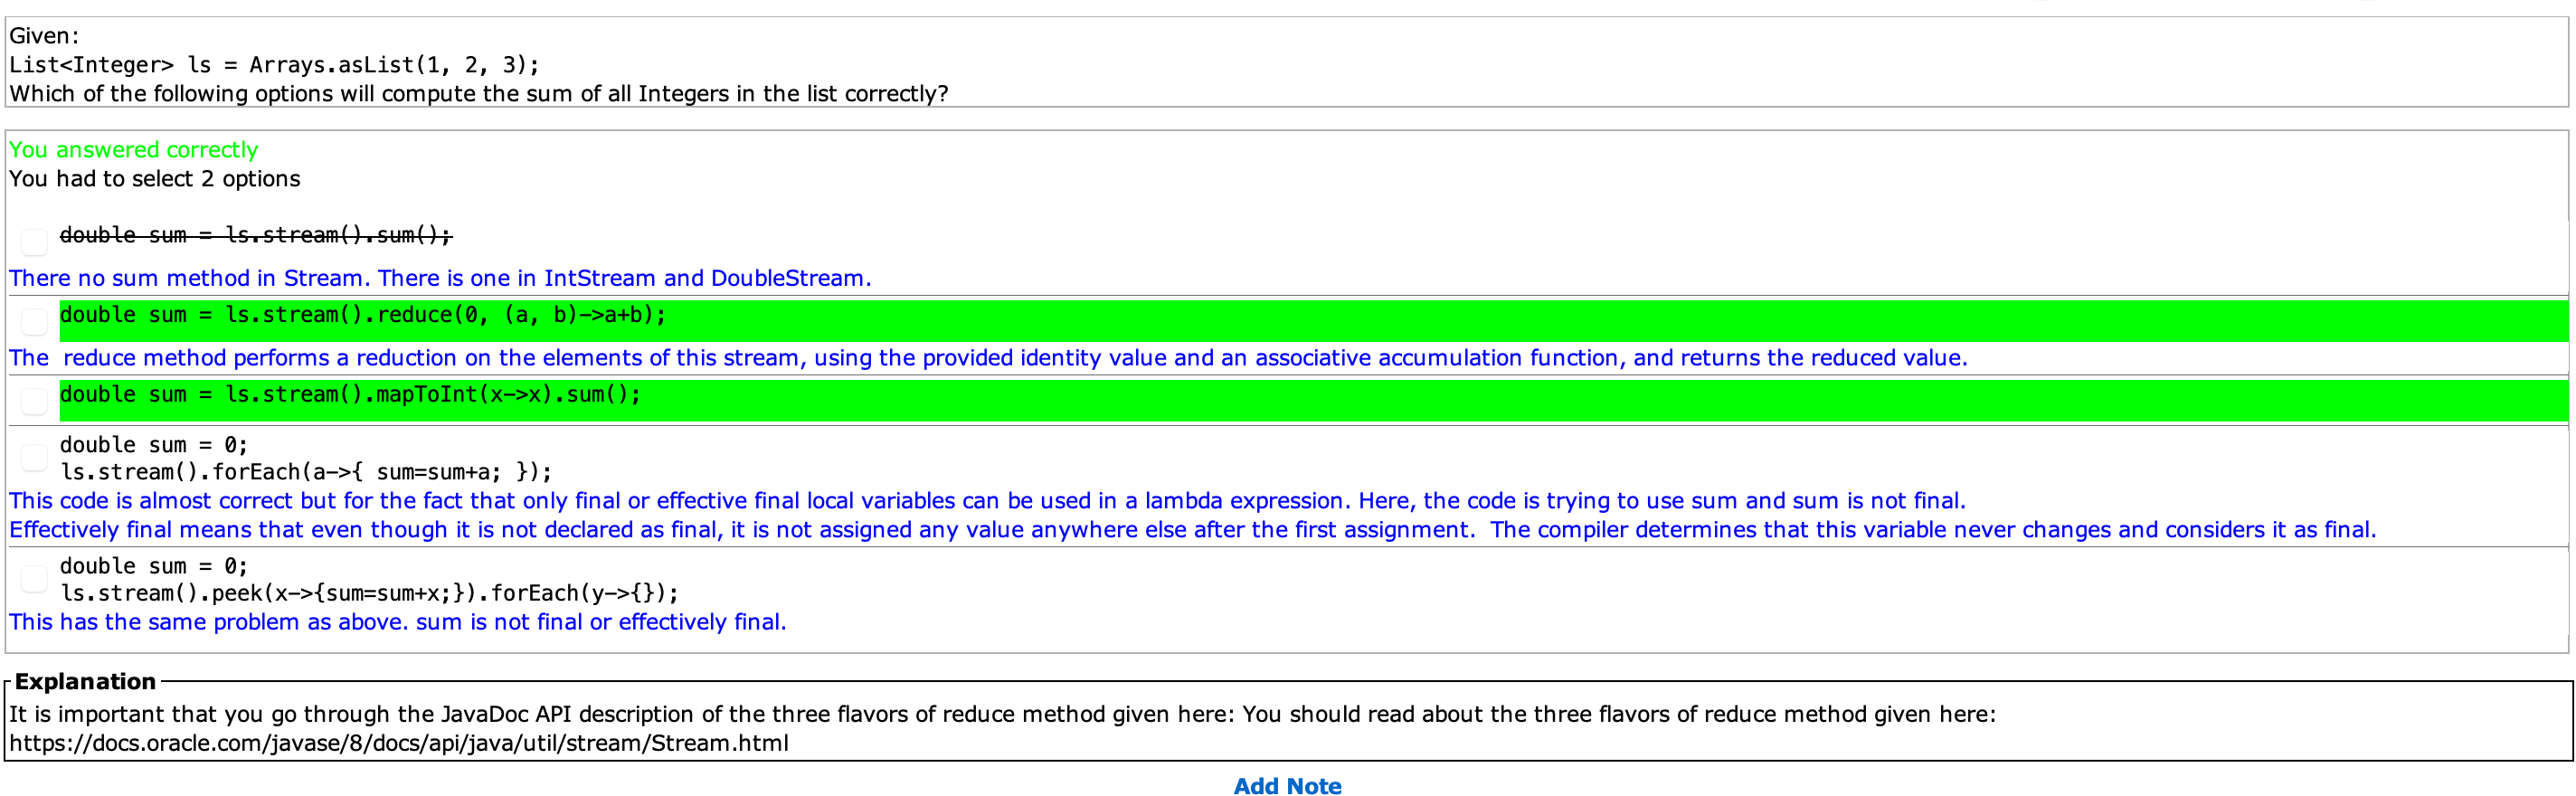 Given:
List<Integer> ls = Arrays.asList(1, 2, 3);
Which of the following options will compute the sum of all Integers in the list correctly?
You answered correctly
You had to select 2 options
double sum = ls.stream().sum();
There no sum method in Stream. There is one in IntStream and DoubleStream.
double sum = ls.stream().reduce(0, (a, b)->a+b);
The  reduce method performs a reduction on the elements of this stream, using the provided identity value and an associative accumulation function, and returns the reduced value.
double sum = ls.stream().mapToInt(x->x).sum();
double sum = 0;
ls.stream().forEach(a->{ sum=sum+a; });
This code is almost correct but for the fact that only final or effective final local variables can be used in a lambda expression. Here, the code is trying to use sum and sum is not final.
Effectively final means that even though it is not declared as final, it is not assigned any value anywhere else after the first assignment.  The compiler determines that this variable never changes and considers it as final.
double sum = 0;
ls.stream().peek(x->{sum=sum+x;}).forEach(y->{});
This has the same problem as above. sum is not final or effectively final.
Explanation
It is important that you go through the JavaDoc API description of the three flavors of reduce method given here: You should read about the three flavors of reduce method given here:
https://docs.oracle.com/javase/8/docs/api/java/util/stream/Stream.html
Add Note